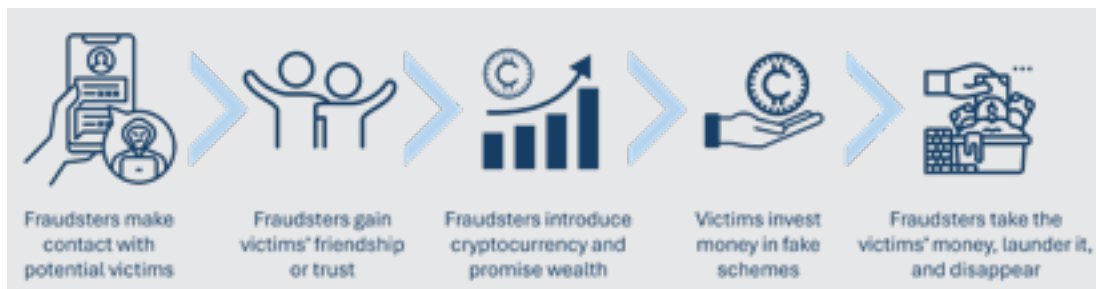 Fraudsters make
contact with
potential victims
Fraudsters gain
victims' friendship
or trust
Fraudsters introduce
cryptocurrency and
promise wealth
Victims invest
money in fake
schemes
Fraudsters take the
victims' money, launder it,
and disappear